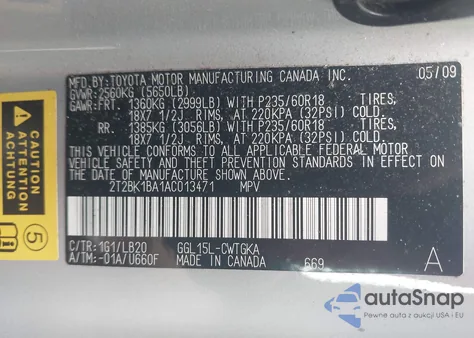 MFD.BY:TOYOTA MOTOR MANUFACTURING CANADA INC. 05/09
GVWR:2560KG (5650LB)
GAWR:FRT. 1360KG (2999LB) WITH P235/60R18 TIRES,
18X7 1/2J RIMS, AT 220KPA (32PSI) COLD.
RR. 1385KG (3056LB) WITH P235/60R18 TIRES,
18X7 1/2J RIMS, AT 220KPA (32PSI) COLD.
THIS VEHICLE CONFORMS TO ALL APPLICABLE FEDERAL MOTOR
VEHICLE SAFETY AND THEFT PREVENTION STANDARDS IN EFFECT
ON THE DATE OF MANUFACTURE SHOWN ABOVE.
2T2BK1BA1AC013471 MPV
C/TR:1G1/LB20 GGL15L-CWTGKA
A/TM:-01A/U660F MADE IN CANADA 669 A
CAUTION
ACHTUNG
ATTENTION
5
autoSnap
Pewne auta z USA i EU